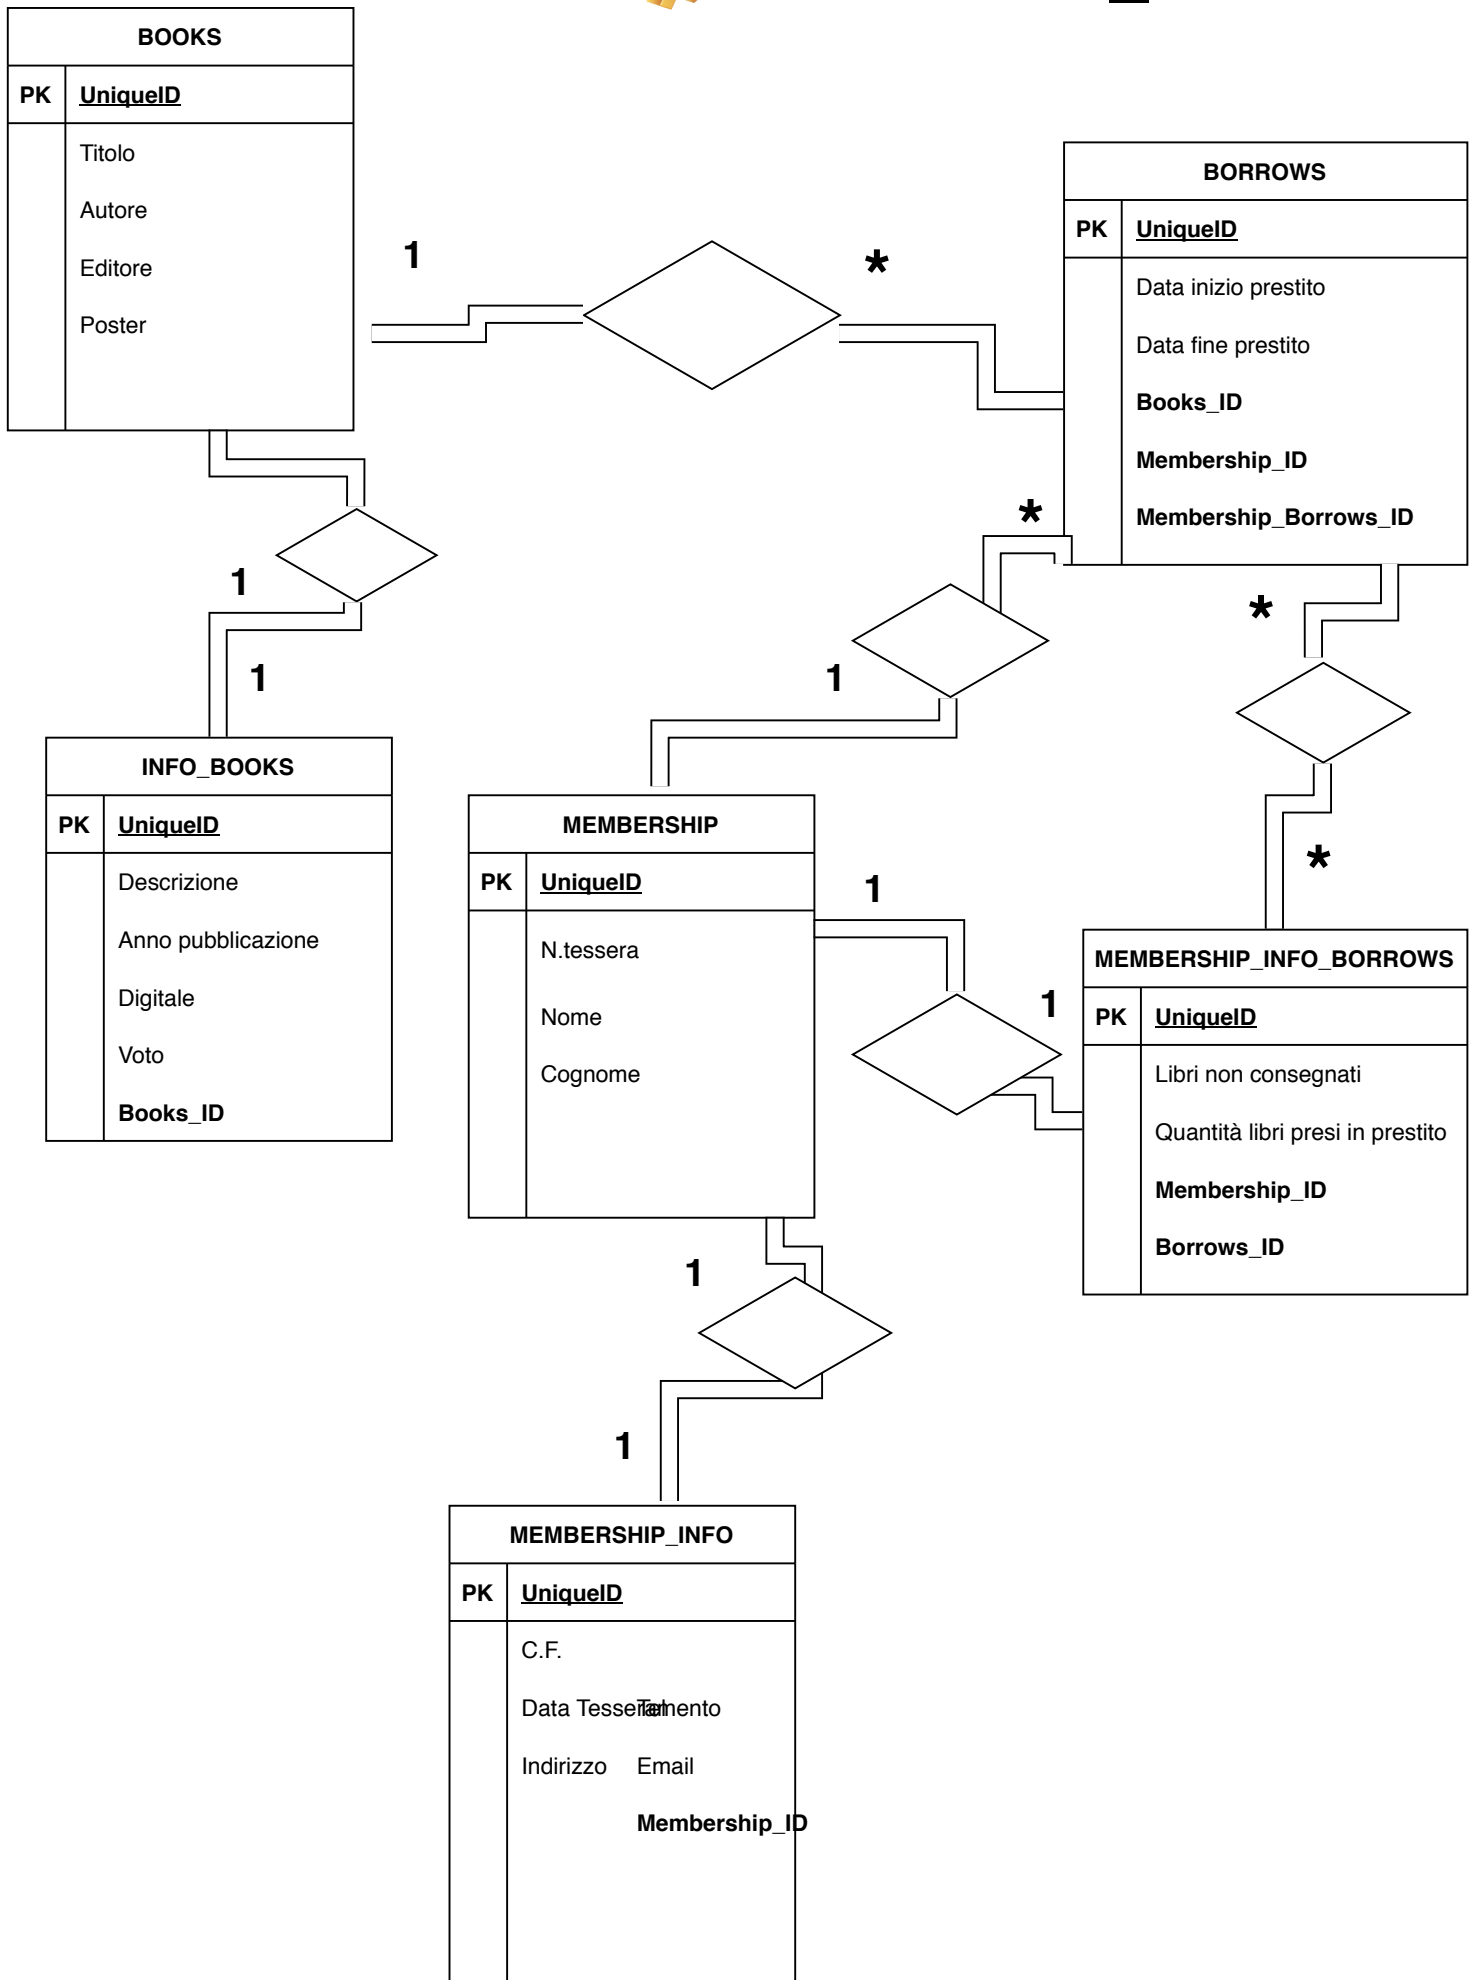 BOOKS
PK UniqueID
Titolo
Autore
Editore
Poster
1
*
BORROWS
PK UniqueID
Data inizio prestito
Data fine prestito
Books_ID
Membership_ID
Membership_Borrows_ID
1
1
*
1
*
*
INFO_BOOKS
PK UniqueID
Descrizione
Anno pubblicazione
Digitale
Voto
Books_ID
MEMBERSHIP
PK UniqueID
N.tessera
Nome
Cognome
1
1
MEMBERSHIP_INFO_BORROWS
PK UniqueID
Libri non consegnati
Quantità libri presi in prestito
Membership_ID
Borrows_ID
1
1
MEMBERSHIP_INFO
PK UniqueID
C.F.
Data Tesseramento
Tel
Indirizzo
Email
Membership_ID